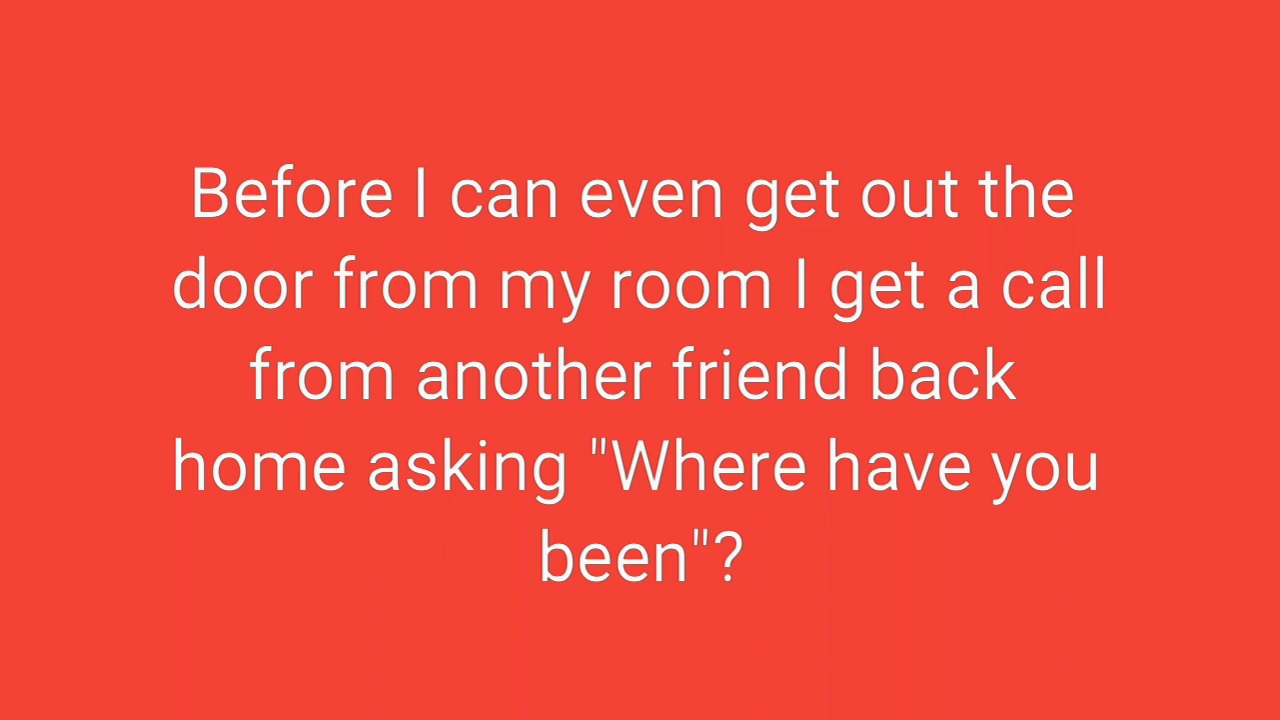 Before I can even get out the
door from my room I get a call
from another friend back
home asking "Where have you
been"?